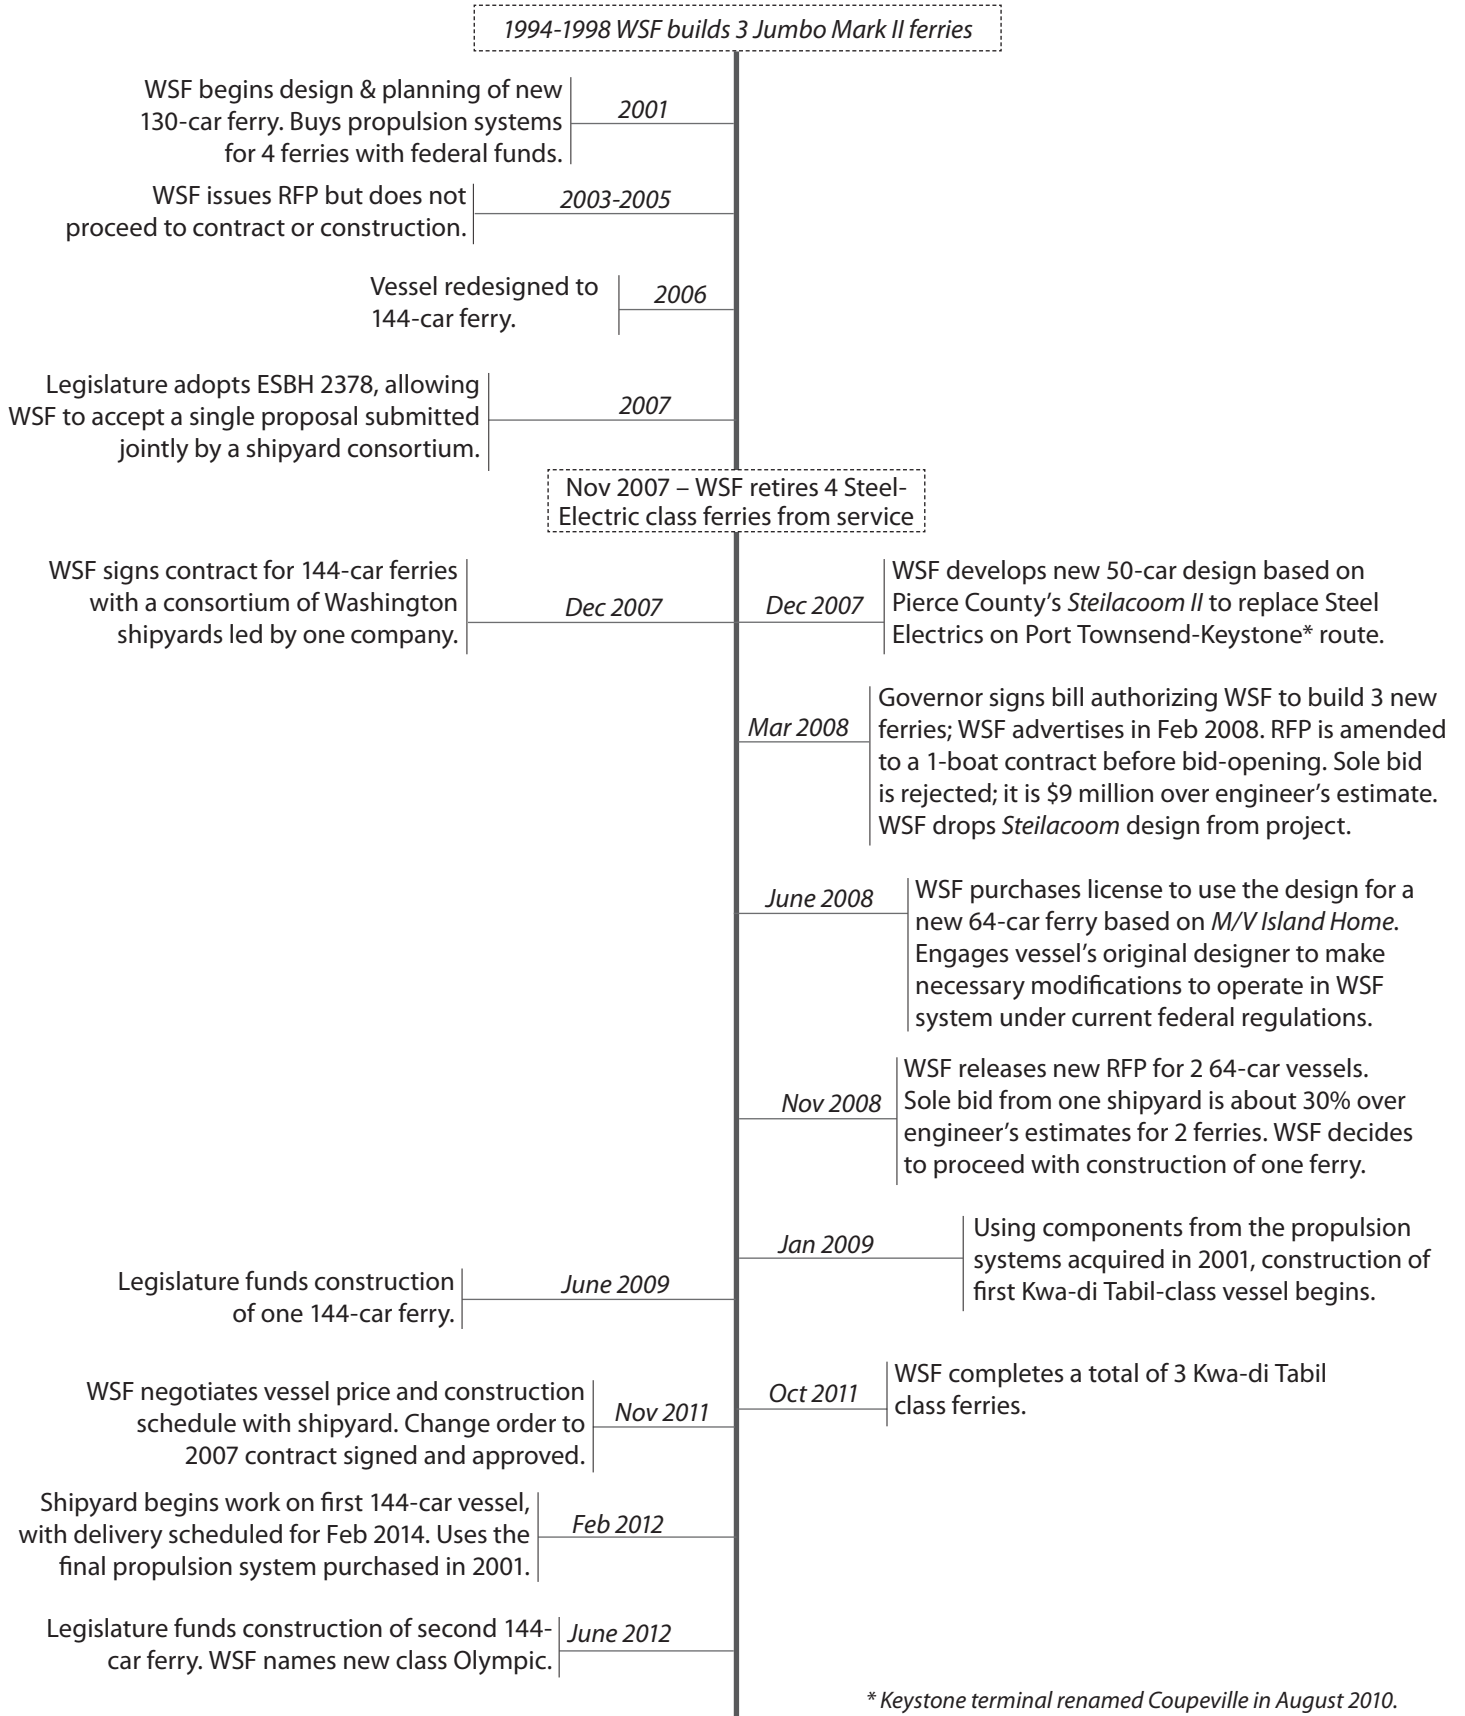 1994-1998 WSF builds 3 Jumbo Mark II ferries
WSF begins design & planning of new
130-car ferry. Buys propulsion systems
for 4 ferries with federal funds.
2001
WSF issues RFP but does not
proceed to contract or construction.
2003-2005
Vessel redesigned to
144-car ferry.
2006
Legislature adopts ESBH 2378, allowing
WSF to accept a single proposal submitted
jointly by a shipyard consortium.
2007
Nov 2007 – WSF retires 4 Steel-
Electric class ferries from service
WSF signs contract for 144-car ferries
with a consortium of Washington
shipyards led by one company.
Dec 2007
Dec 2007
WSF develops new 50-car design based on
Pierce County’s Steilacoom II to replace Steel
Electrics on Port Townsend-Keystone* route.
Mar 2008
Governor signs bill authorizing WSF to build 3 new
ferries; WSF advertises in Feb 2008. RFP is amended
to a 1-boat contract before bid-opening. Sole bid
is rejected; it is $9 million over engineer’s estimate.
WSF drops Steilacoom design from project.
June 2008
WSF purchases license to use the design for a
new 64-car ferry based on M/V Island Home.
Engages vessel’s original designer to make
necessary modifications to operate in WSF
system under current federal regulations.
Nov 2008
WSF releases new RFP for 2 64-car vessels.
Sole bid from one shipyard is about 30% over
engineer’s estimates for 2 ferries. WSF decides
to proceed with construction of one ferry.
Jan 2009
Using components from the propulsion
systems acquired in 2001, construction of
first Kwa-di Tabil-class vessel begins.
Legislature funds construction
of one 144-car ferry.
June 2009
Oct 2011
WSF completes a total of 3 Kwa-di Tabil
class ferries.
WSF negotiates vessel price and construction
schedule with shipyard. Change order to
2007 contract signed and approved.
Nov 2011
Shipyard begins work on first 144-car vessel,
with delivery scheduled for Feb 2014. Uses the
final propulsion system purchased in 2001.
Feb 2012
Legislature funds construction of second 144-
car ferry. WSF names new class Olympic.
June 2012
* Keystone terminal renamed Coupeville in August 2010.